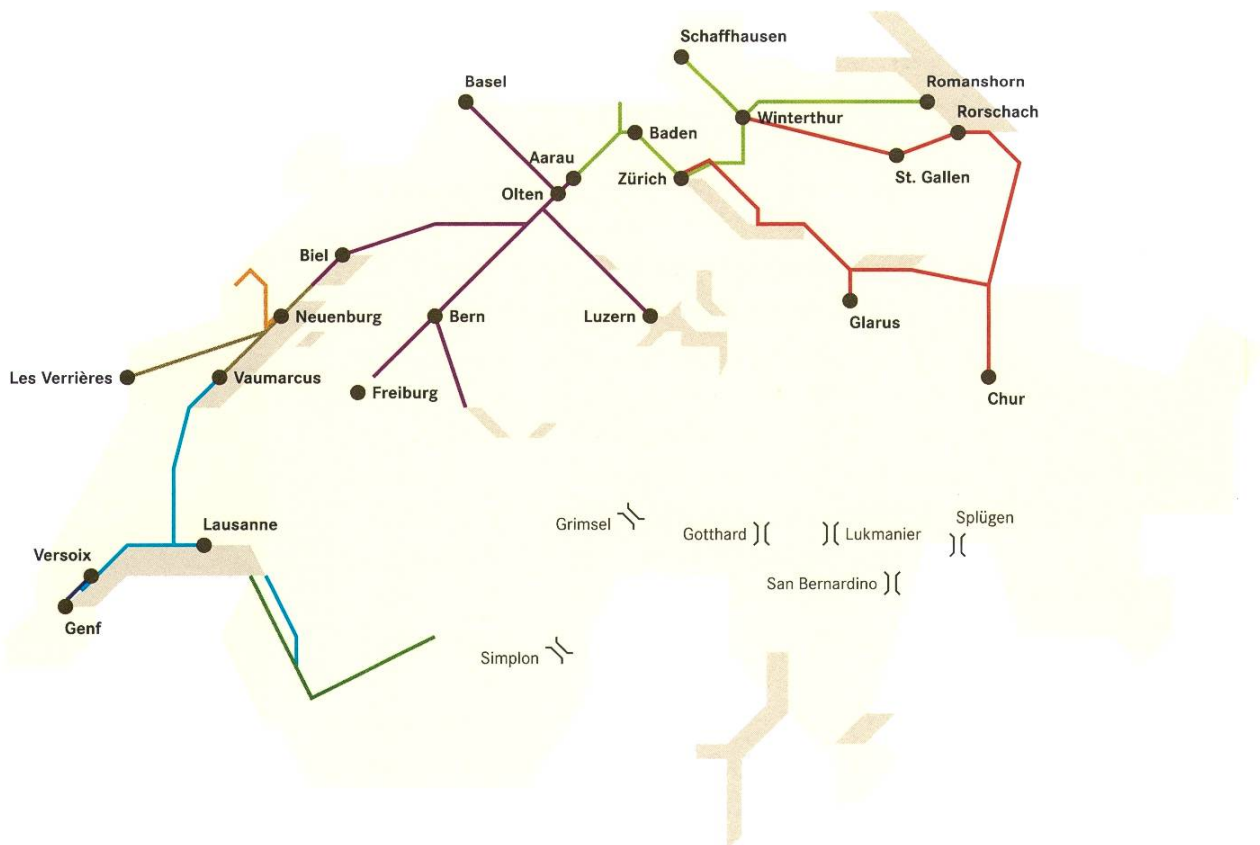 Schaffhausen
Basel
Romanshorn
Rorschach
Winterthur
Baden
Aarau
Zürich
St. Gallen
Olten
Biel
Neuenburg
Bern
Luzern
Glarus
Les Verrières
Vaumarcus
Freiburg
Chur
Grimsel
Gotthard
Lukmanier
Splügen
Lausanne
Versoix
San Bernardino
Genf
Simplon